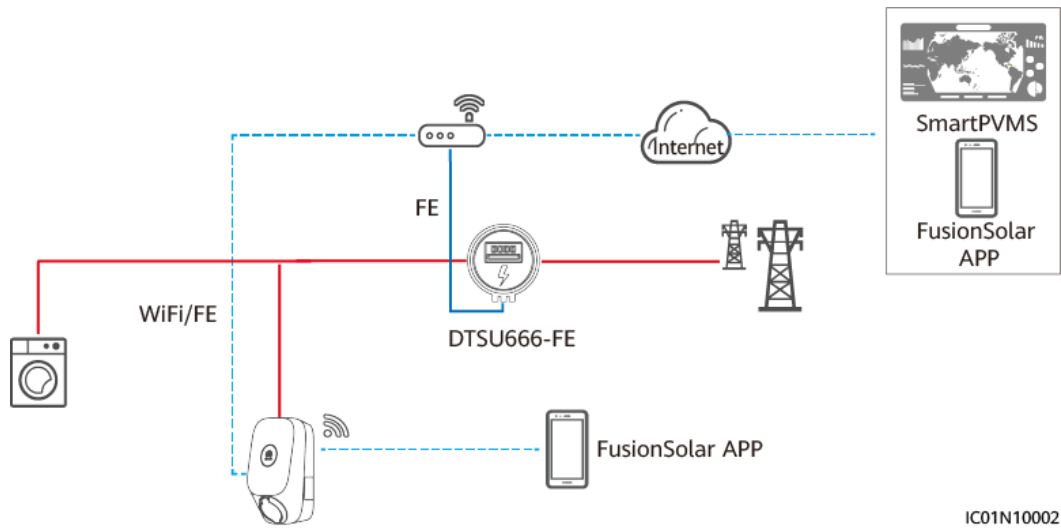 SmartPVMS
Internet
FusionSolar
APP
FE
WiFi/FE
DTSU666-FE
FusionSolar APP
IC01N10002